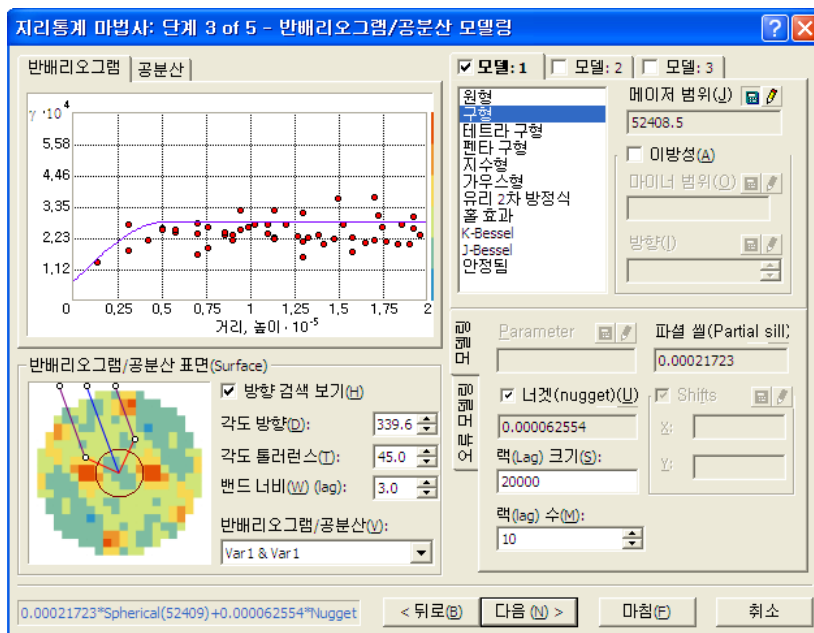 지리통계 마법사: 단계 3 of 5 - 반배리오그램/공분산 모델링
반배리오그램
공분산
γ ·10⁴
5,58
4,46
3,35
2,23
1,12
0 0,25 0,5 0,75 1 1,25 1,5 1,75 2
거리, 높이 · 10⁻⁵
모델: 1
모델: 2
모델: 3
원형
구형
테트라 구형
펜타 구형
지수형
가우스형
유리 2차 방정식
홀 효과
K-Bessel
J-Bessel
안정됨
메이저 범위(J)
52408.5
이방성(A)
마이너 범위(O)
방향(I)
모델링
오류 모델링
Parameter
파셜 씰(Partial sill)
0.00021723
너겟(nugget)(U)
0.000062554
Shifts
X:
Y:
랙(Lag) 크기(S):
20000
랙(lag) 수(M):
10
반배리오그램/공분산 표면(Surface)
방향 검색 보기(H)
각도 방향(D):
339.6
각도 톨러런스(T):
45.0
밴드 너비(W) (lag):
3.0
반배리오그램/공분산(V):
Var1 & Var1
0.00021723*Spherical(52409)+0.000062554*Nugget
< 뒤로(B)
다음 (N) >
마침(F)
취소